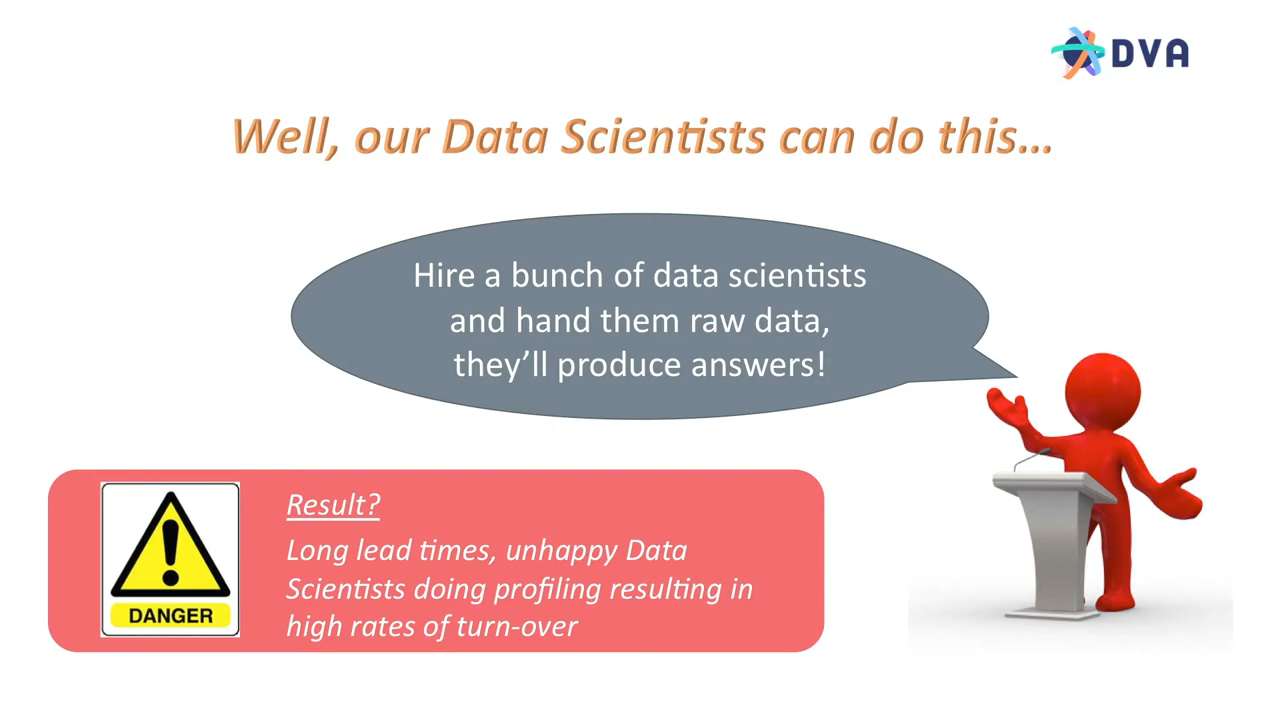 DVA
Well, our Data Scientists can do this…
Hire a bunch of data scientists
and hand them raw data,
they’ll produce answers!
Result?
Long lead times, unhappy Data
Scientists doing profiling resulting in
high rates of turn-over
DANGER